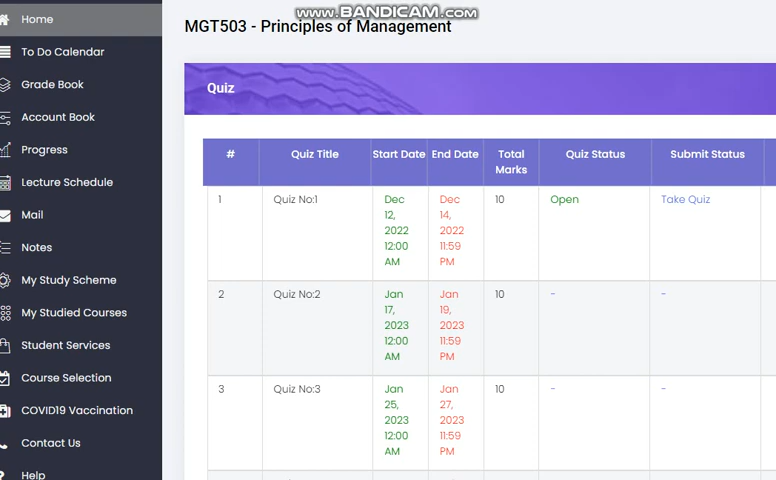 www.BANDICAM.com
MGT503 - Principles of Management
Home
To Do Calendar
Grade Book
Account Book
Progress
Lecture Schedule
Mail
Notes
My Study Scheme
My Studied Courses
Student Services
Course Selection
COVID19 Vaccination
Contact Us
Help
Quiz
# Quiz Title Start Date End Date Total Quiz Status Submit Status
Marks
1 Quiz No:1 Dec Dec 10 Open Take Quiz
12, 14,
2022 2022
12:00 11:59
AM PM
2 Quiz No:2 Jan Jan 10 - -
17, 19,
2023 2023
12:00 11:59
AM PM
3 Quiz No:3 Jan Jan 10 - -
25, 27,
2023 2023
12:00 11:59
AM PM